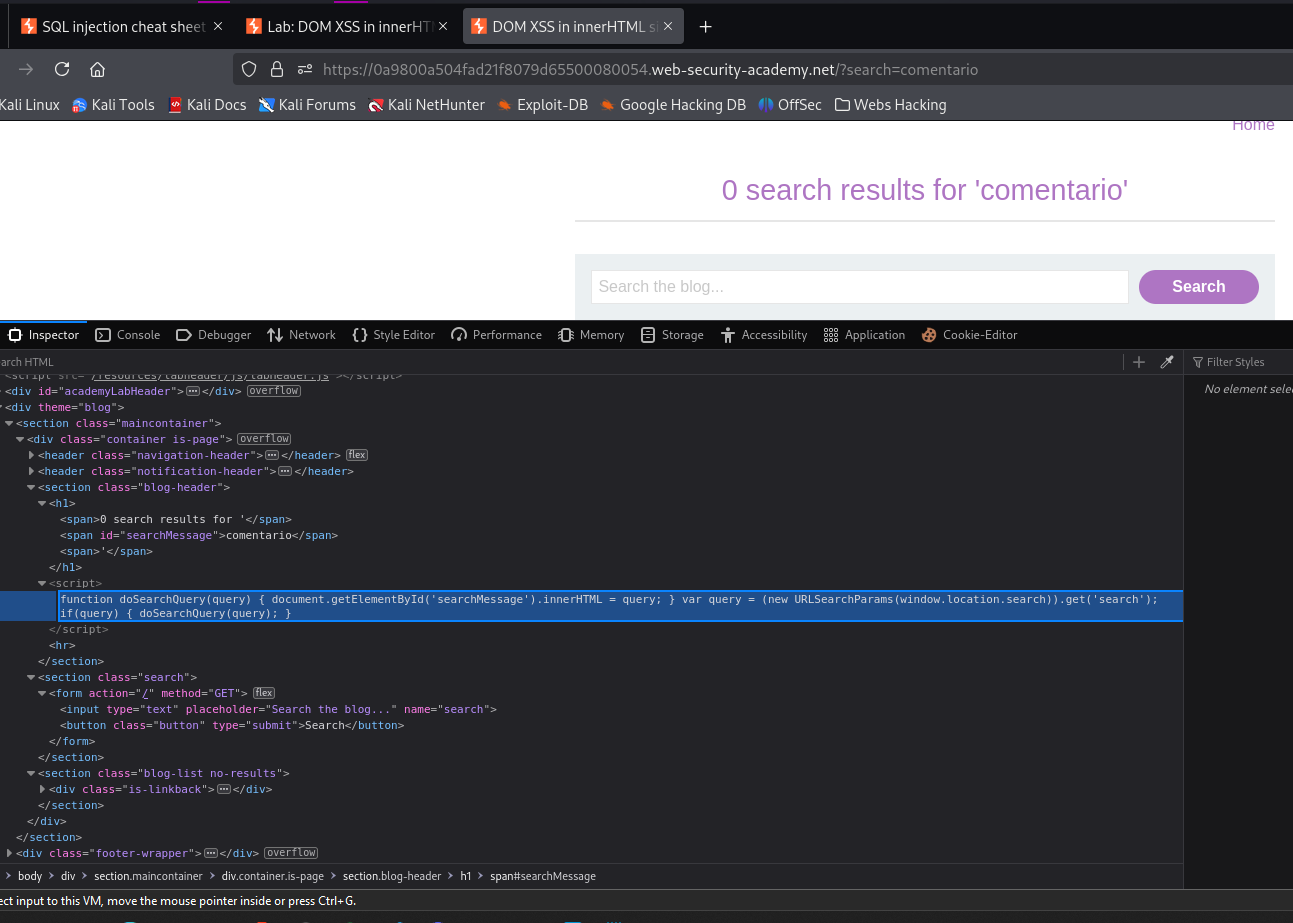 SQL injection cheat sheet
Lab: DOM XSS in innerHT
DOM XSS in innerHTML si
https://0a9800a504fad21f8079d65500080054.web-security-academy.net/?search=comentario
Kali Linux Kali Tools Kali Docs Kali Forums Kali NetHunter Exploit-DB Google Hacking DB OffSec Webs Hacking
Home
0 search results for 'comentario'
Search the blog...
Search
Inspector Console Debugger Network Style Editor Performance Memory Storage Accessibility Application Cookie-Editor
arch HTML
Filter Styles
<script src="/resources/labheader/js/labheader.js"></script>
No element sele
<div id="academyLabHeader"></div> overflow
<div theme="blog">
<section class="maincontainer">
<div class="container is-page"> overflow
<header class="navigation-header"></header> flex
<header class="notification-header"></header>
<section class="blog-header">
<h1>
<span>0 search results for '</span>
<span id="searchMessage">comentario</span>
<span>'</span>
</h1>
<script>
function doSearchQuery(query) { document.getElementById('searchMessage').innerHTML = query; } var query = (new URLSearchParams(window.location.search)).get('search');
if(query) { doSearchQuery(query); }
</script>
<hr>
</section>
<section class="search">
<form action="/" method="GET"> flex
<input type="text" placeholder="Search the blog..." name="search">
<button class="button" type="submit">Search</button>
</form>
</section>
<section class="blog-list no-results">
<div class="is-linkback"></div>
</section>
</div>
</section>
<div class="footer-wrapper"></div> overflow
body div section.maincontainer div.container.is-page section.blog-header h1 span#searchMessage
ect input to this VM, move the mouse pointer inside or press Ctrl+G.